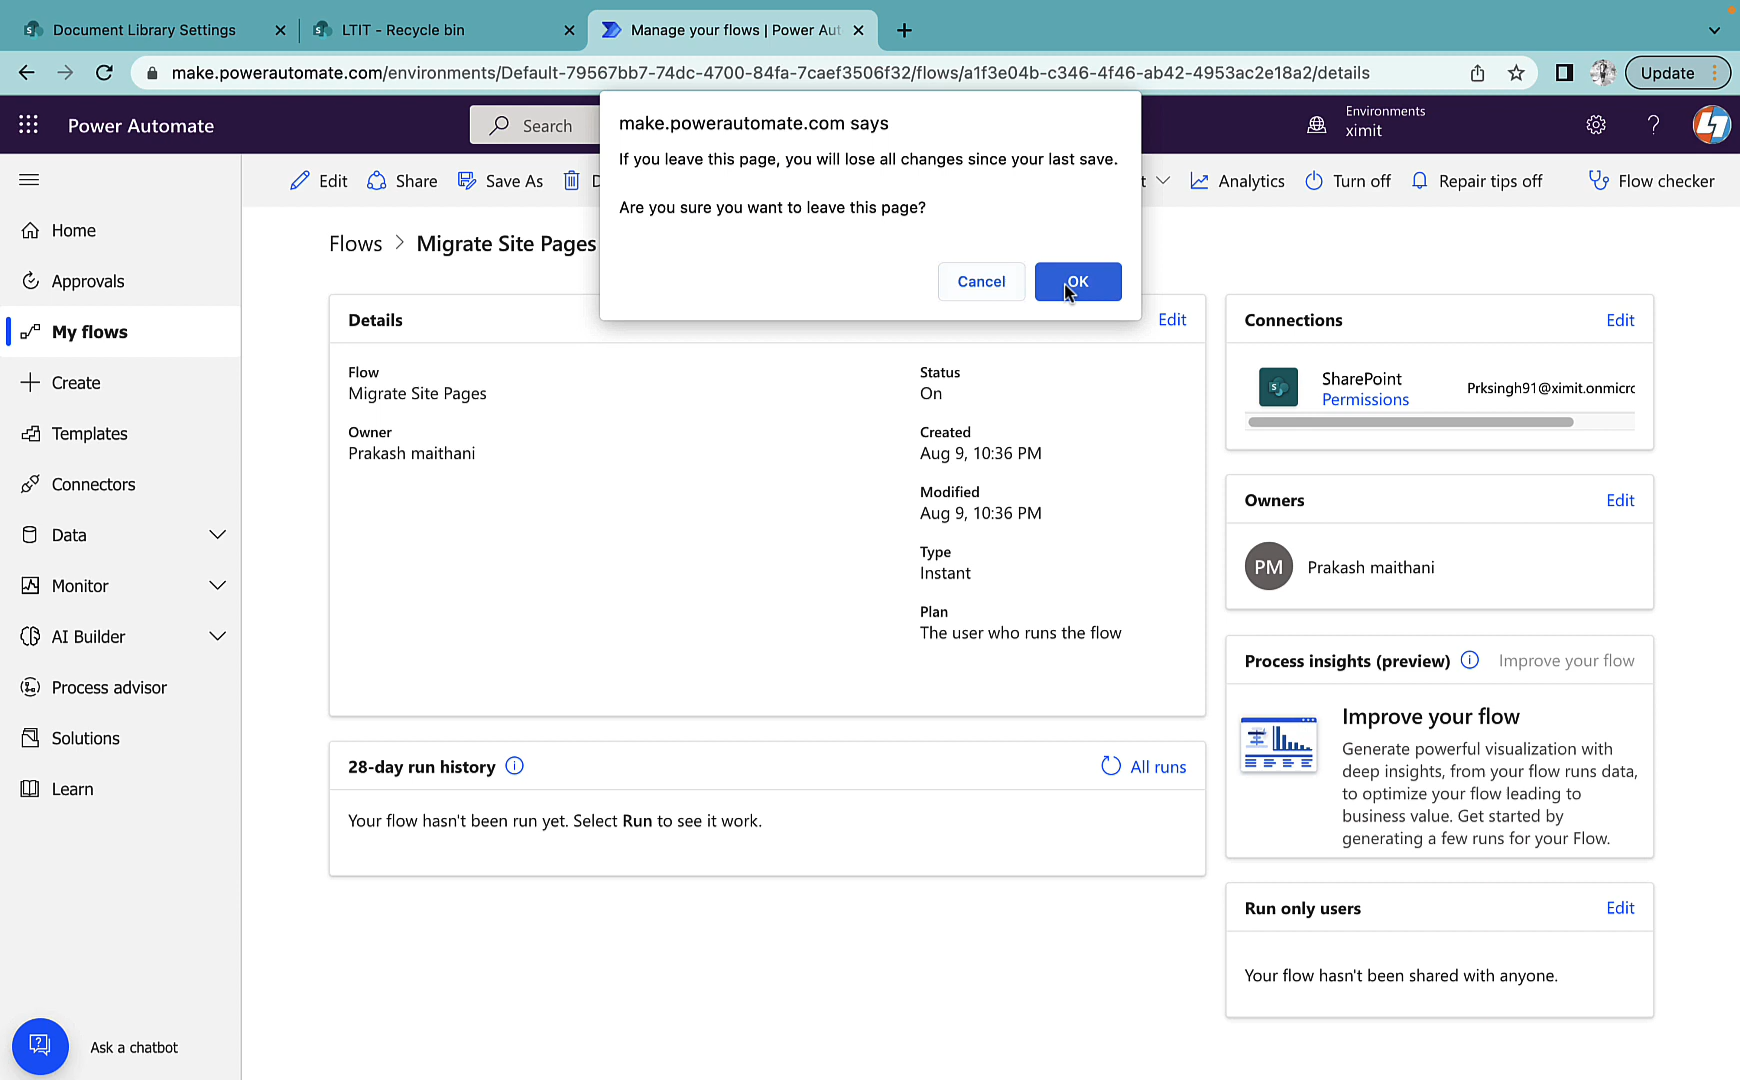 Document Library Settings
LTIT - Recycle bin
Manage your flows | Power Aut
make.powerautomate.com/environments/Default-79567bb7-74dc-4700-84fa-7caef3506f32/flows/a1f3e04b-c346-4f46-ab42-4953ac2e18a2/details
Update
Power Automate
Search
Environments
ximit
make.powerautomate.com says
If you leave this page, you will lose all changes since your last save.
Are you sure you want to leave this page?
Cancel
OK
Edit
Share
Save As
D
t
Analytics
Turn off
Repair tips off
Flow checker
Home
Approvals
My flows
Create
Templates
Connectors
Data
Monitor
AI Builder
Process advisor
Solutions
Learn
Ask a chatbot
Flows > Migrate Site Pages
Details
Edit
Flow
Migrate Site Pages
Owner
Prakash maithani
Status
On
Created
Aug 9, 10:36 PM
Modified
Aug 9, 10:36 PM
Type
Instant
Plan
The user who runs the flow
28-day run history
All runs
Your flow hasn't been run yet. Select Run to see it work.
Connections
Edit
SharePoint
Permissions
Prksingh91@ximit.onmicro
Owners
Edit
PM
Prakash maithani
Process insights (preview)
Improve your flow
Improve your flow
Generate powerful visualization with
deep insights, from your flow runs data,
to optimize your flow leading to
business value. Get started by
generating a few runs for your Flow.
Run only users
Edit
Your flow hasn't been shared with anyone.